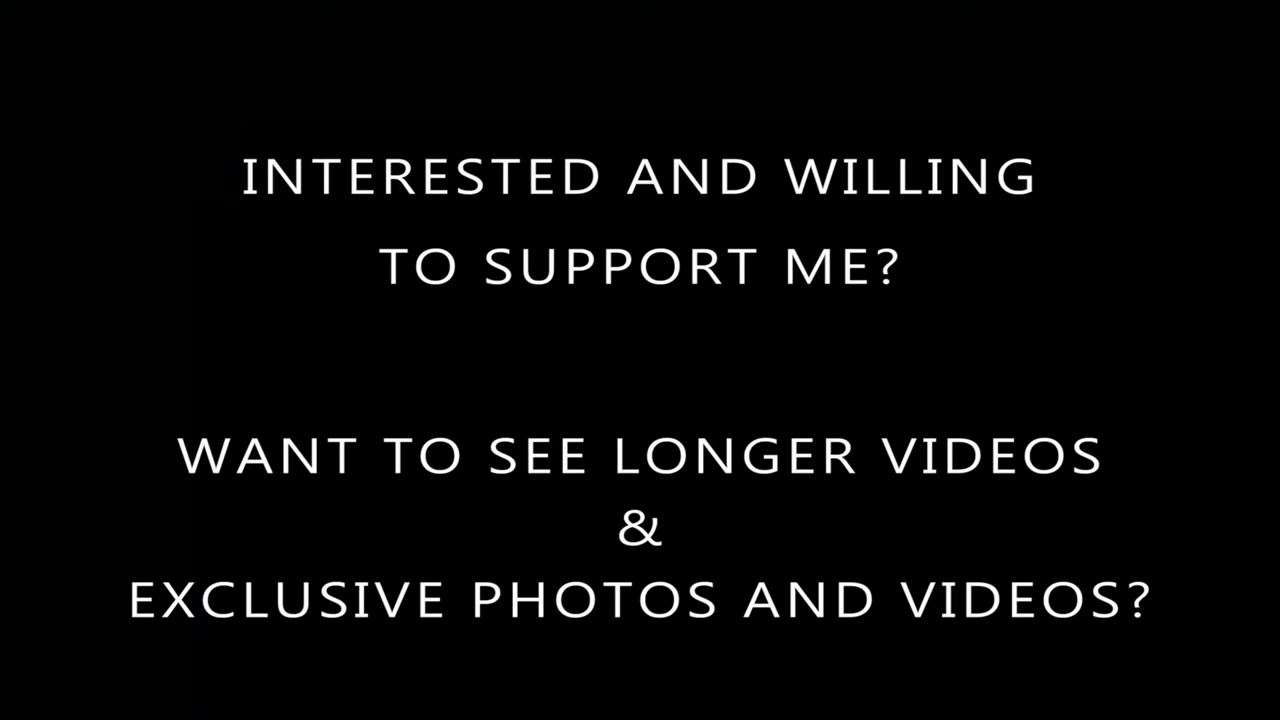 INTERESTED AND WILLING
TO SUPPORT ME?
WANT TO SEE LONGER VIDEOS
&
EXCLUSIVE PHOTOS AND VIDEOS?